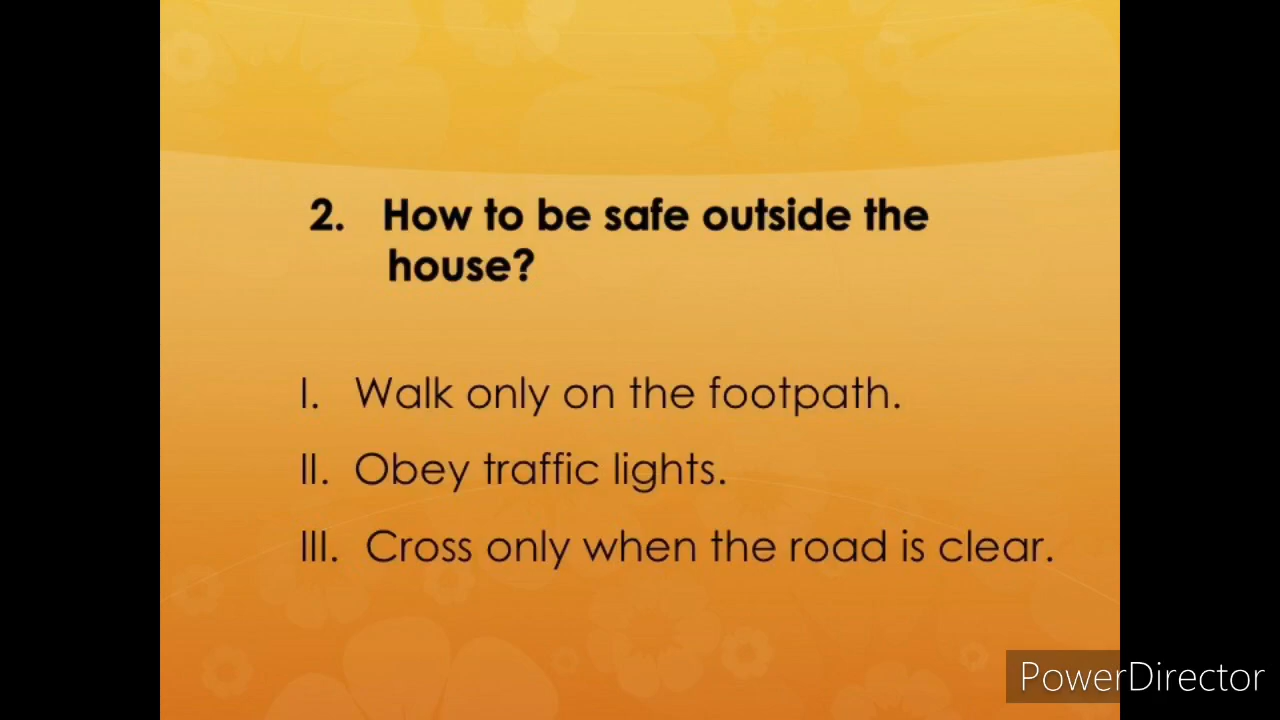 2. How to be safe outside the
house?
I. Walk only on the footpath.
II. Obey traffic lights.
III. Cross only when the road is clear.
PowerDirector